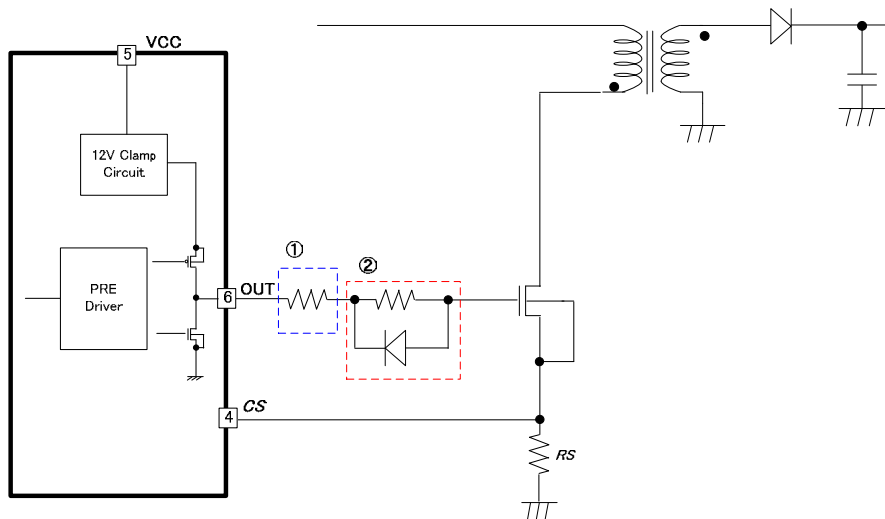 VCC
5
12V Clamp
Circuit
①
②
PRE
Driver
6
OUT
4
CS
RS